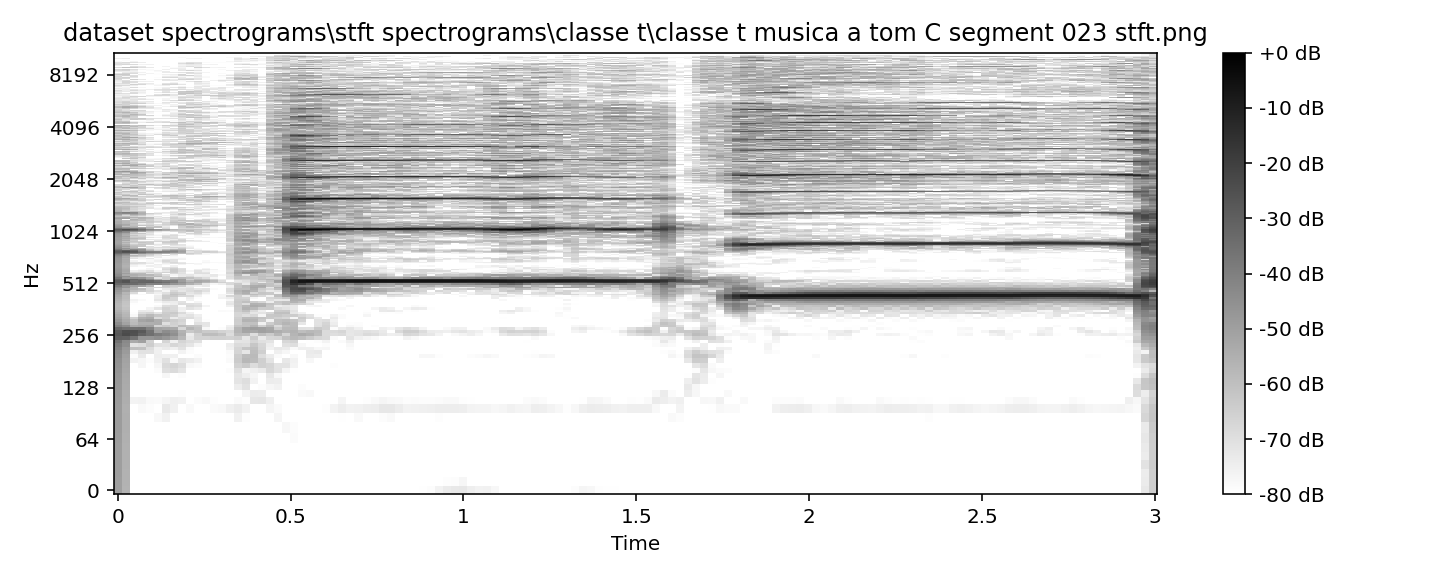 dataset spectrograms\stft spectrograms\classe t\classe t musica a tom C segment 023 stft.png
Hz
8192
4096
2048
1024
512
256
128
64
0
0
0.5
1
1.5
2
2.5
3
Time
+0 dB
-10 dB
-20 dB
-30 dB
-40 dB
-50 dB
-60 dB
-70 dB
-80 dB